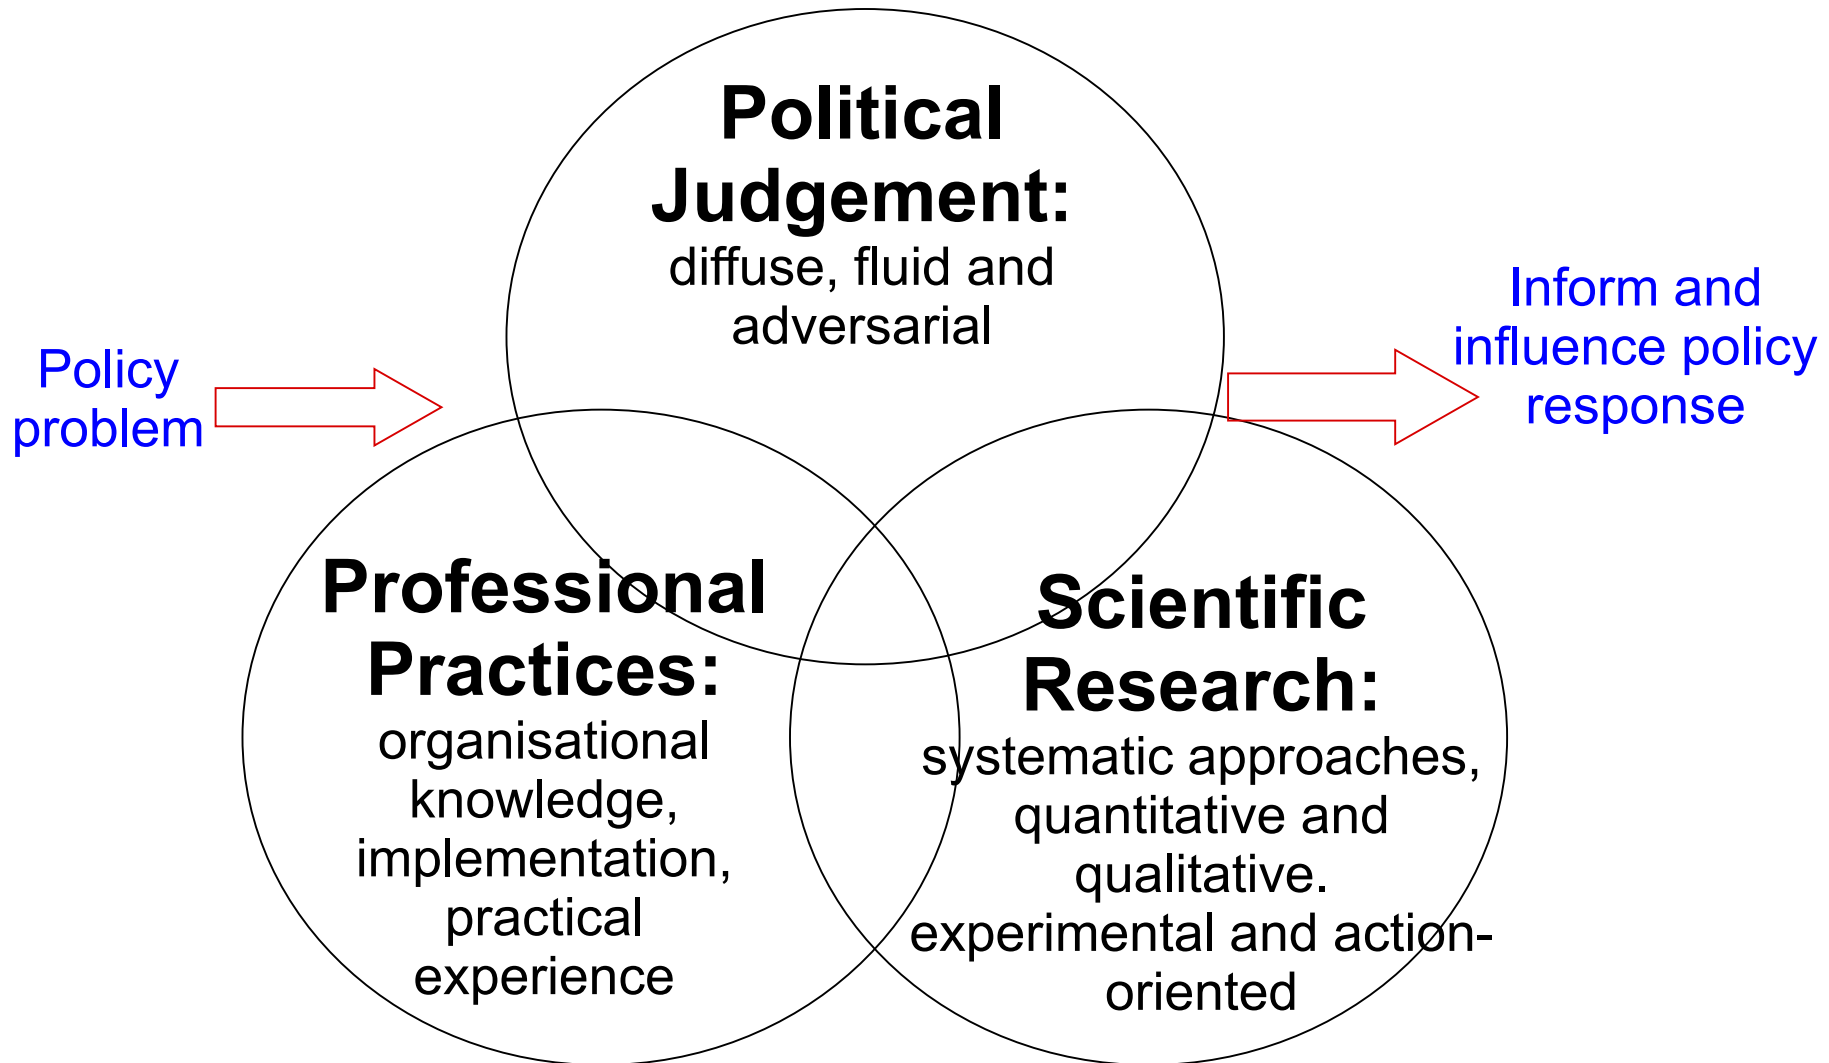 Political
Judgement:
diffuse, fluid and
adversarial
Policy
problem
Inform and
influence policy
response
Professional
Practices:
organisational
knowledge,
implementation,
practical
experience
Scientific
Research:
systematic approaches,
quantitative and
qualitative.
experimental and action-
oriented